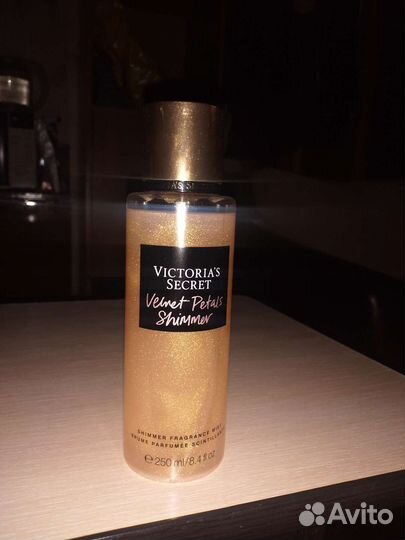 VICTORIA'S
SECRET
Velvet Petals
Shimmer
SHIMMER FRAGRANCE MIST
BRUME PARFUMÉE SCINTILLANTE
℮ 250 ml/8.4 fl oz
Avito